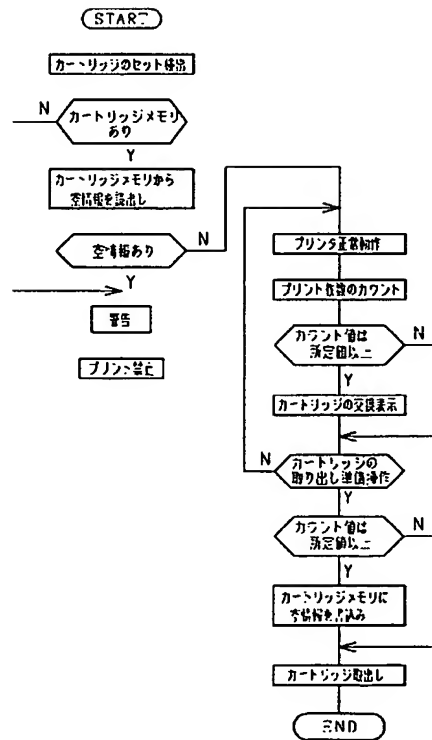 START
カートリッジのセット検出
N
カートリッジメモリ
あり
Y
カートリッジメモリから
空情報を読出し
空情報あり
N
Y
警告
プリント禁止
プリンタ正常動作
プリント枚数のカウント
カウント値は
所定値以上
N
Y
カートリッジの交換表示
N
カートリッジの
取り出し準備操作
Y
カウント値は
所定値以上
N
Y
カートリッジメモリに
空情報を書込み
カートリッジ取出し
END